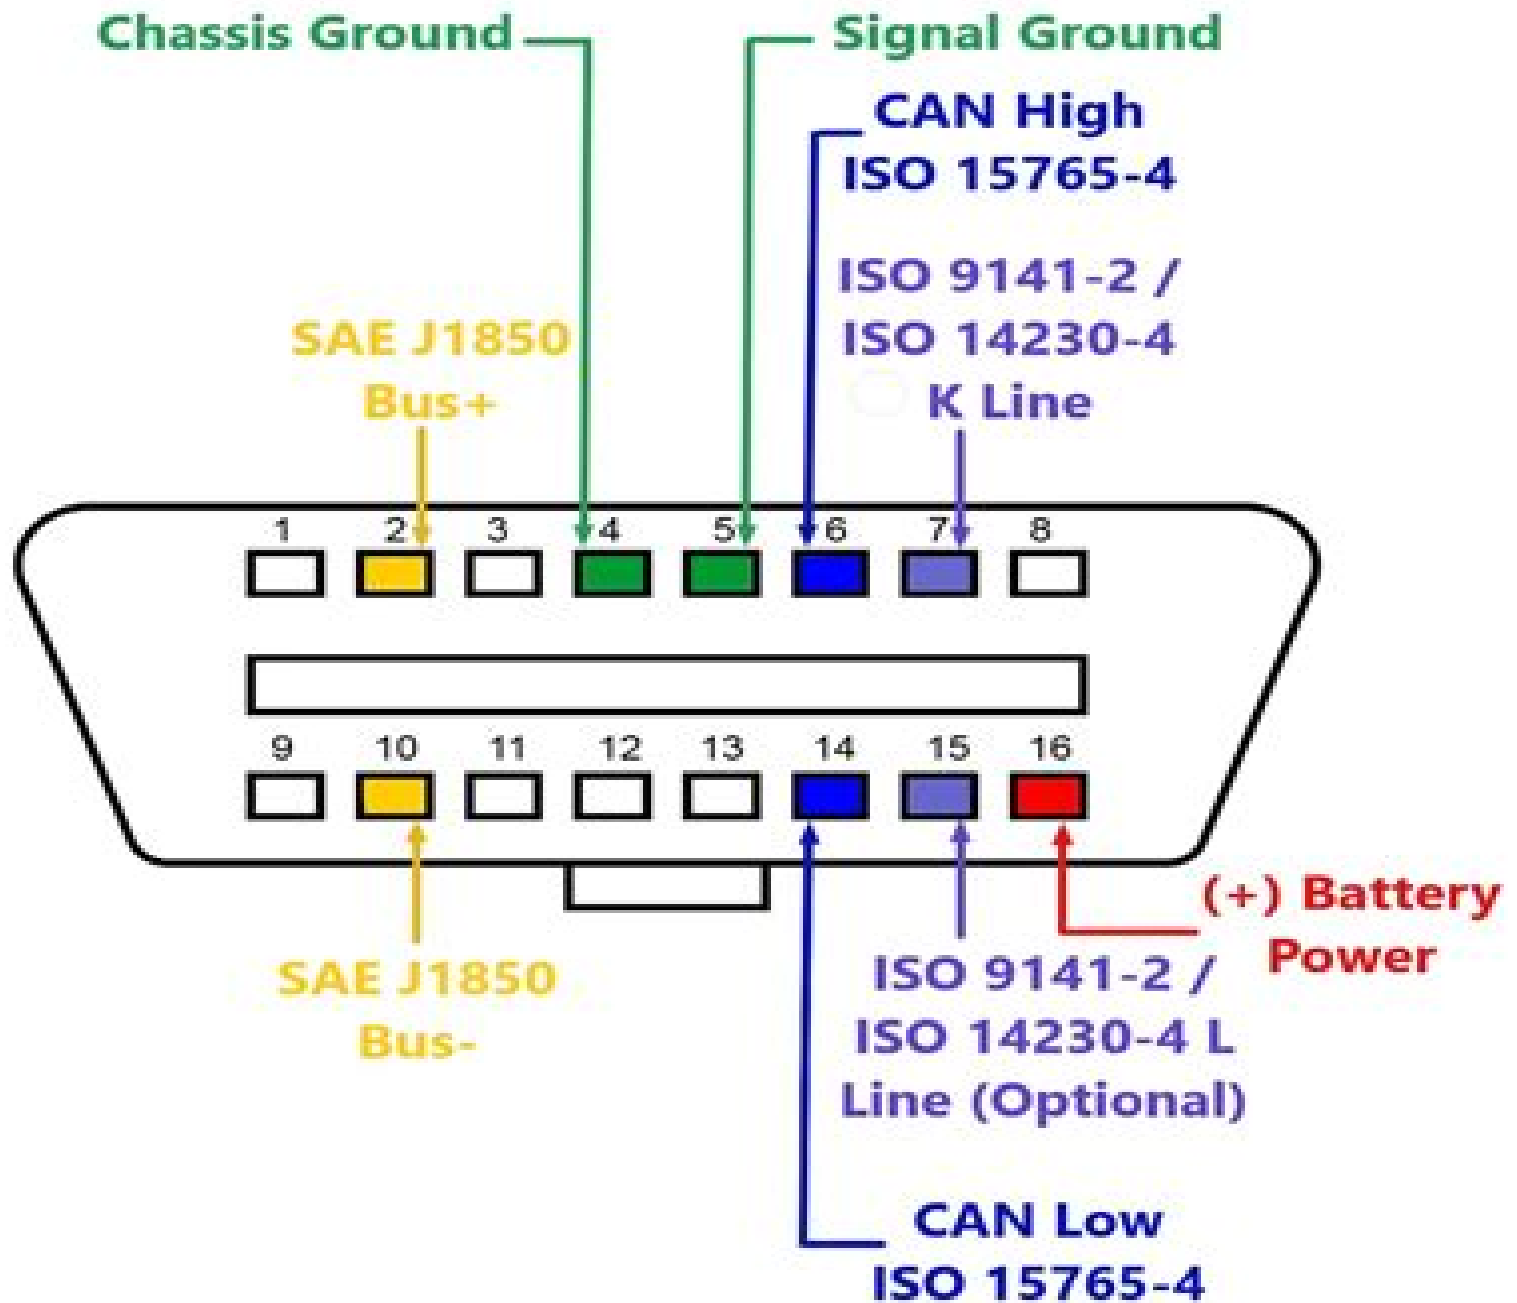 Chassis Ground
Signal Ground
CAN High
ISO 15765-4
ISO 9141-2 /
ISO 14230-4
K Line
SAE J1850
Bus+
1 2 3 4 5 6 7 8
9 10 11 12 13 14 15 16
(+) Battery
Power
SAE J1850
Bus-
ISO 9141-2 /
ISO 14230-4 L
Line (Optional)
CAN Low
ISO 15765-4